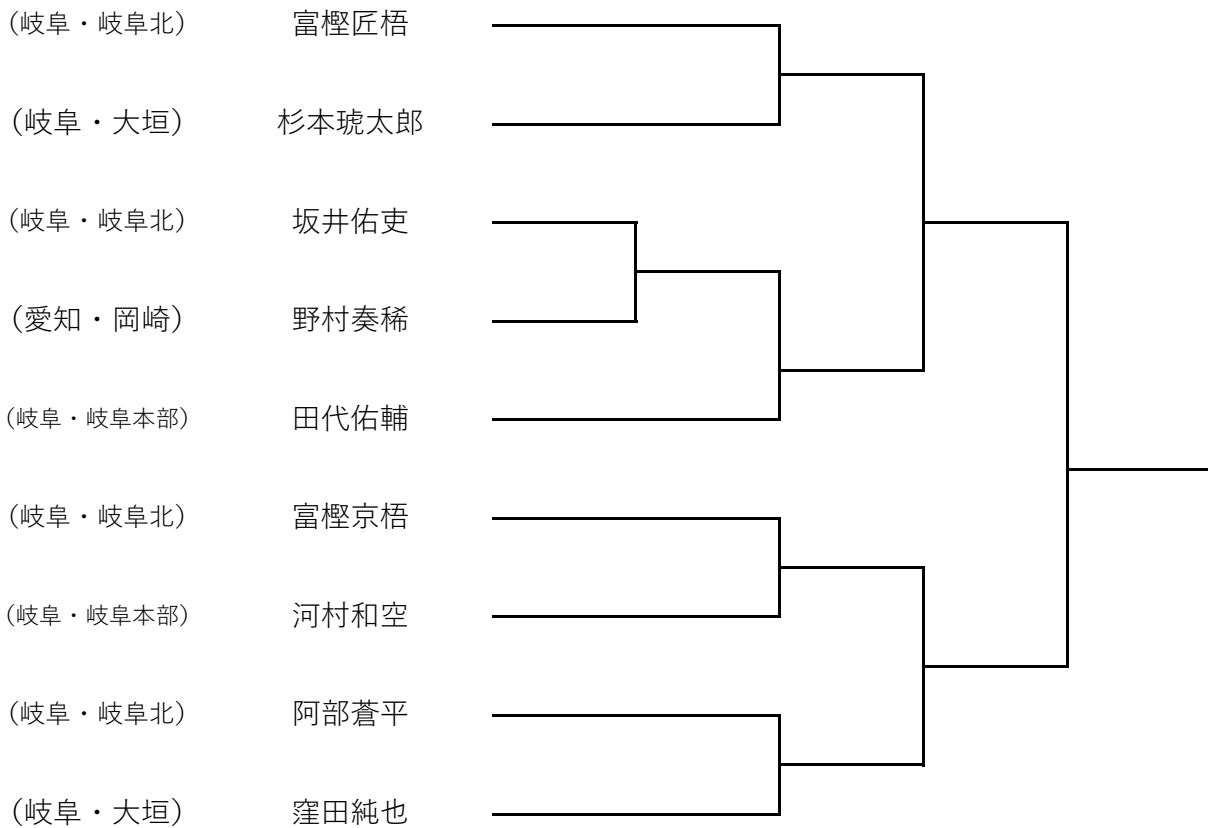 (岐阜・岐阜北) 富樫匠梧
(岐阜・大垣) 杉本琥太郎
(岐阜・岐阜北) 坂井佑吏
(愛知・岡崎) 野村奏稀
(岐阜・岐阜本部) 田代佑輔
(岐阜・岐阜北) 富樫京梧
(岐阜・岐阜本部) 河村和空
(岐阜・岐阜北) 阿部蒼平
(岐阜・大垣) 窪田純也